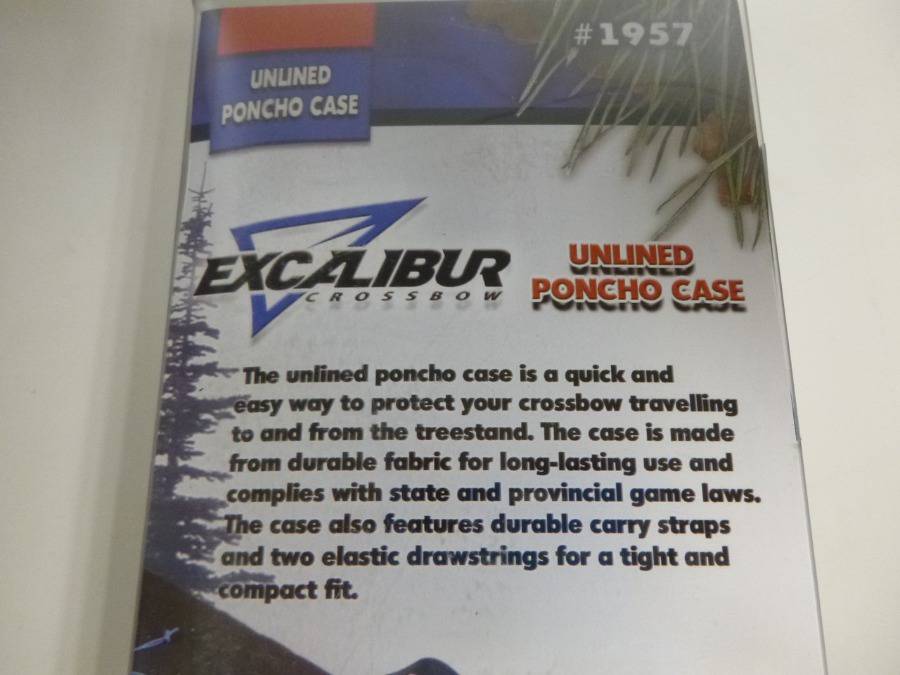 #1957
UNLINED
PONCHO CASE
EXCALIBUR
CROSSBOW
UNLINED
PONCHO CASE
The unlined poncho case is a quick and
easy way to protect your crossbow travelling
to and from the treestand. The case is made
from durable fabric for long-lasting use and
complies with state and provincial game laws.
The case also features durable carry straps
and two elastic drawstrings for a tight and
compact fit.